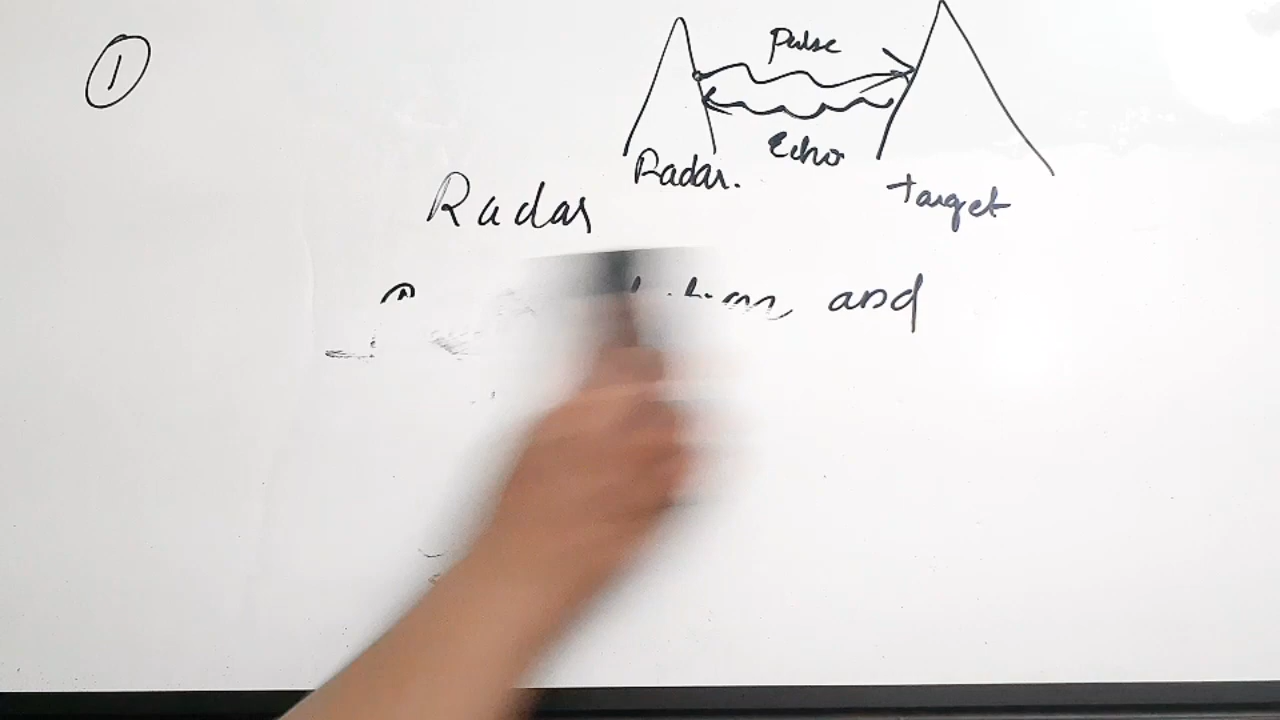 ①
Pulse
Echo
Radar.
Target
Radar
and